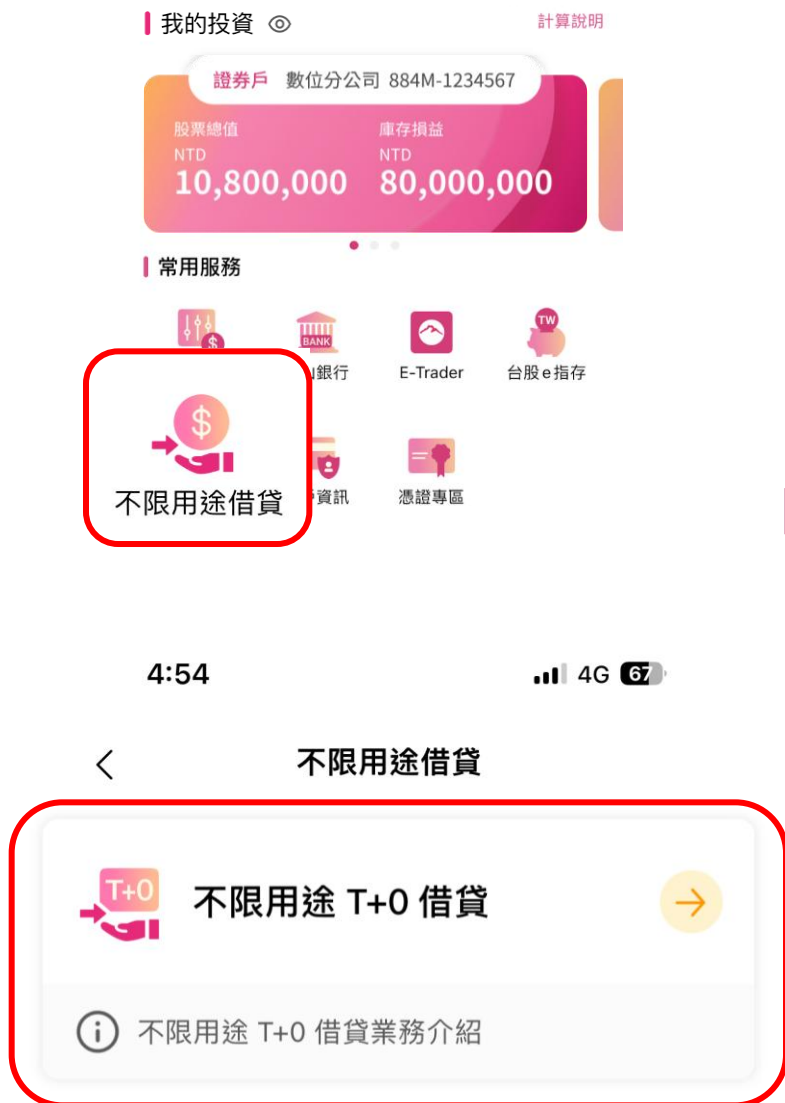 我的投資
計算說明
證券戶 數位分公司 884M-1234567
股票總值 庫存損益
NTD NTD
10,800,000 80,000,000
常用服務
$
BANK
TW
銀行 E-Trader 台股e指存
$
不限用途借貸
資訊 憑證專區
4:54 4G 67
不限用途借貸
T+0
不限用途 T+0 借貸
不限用途 T+0 借貸業務介紹